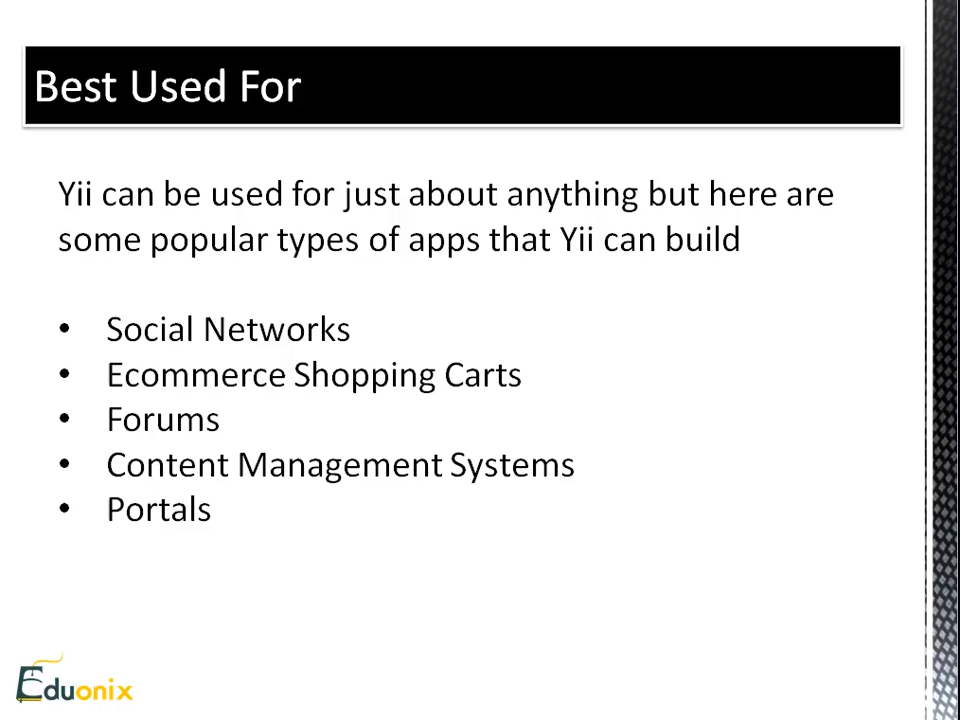 Best Used For
Yii can be used for just about anything but here are
some popular types of apps that Yii can build
• Social Networks
• Ecommerce Shopping Carts
• Forums
• Content Management Systems
• Portals
Eduonix